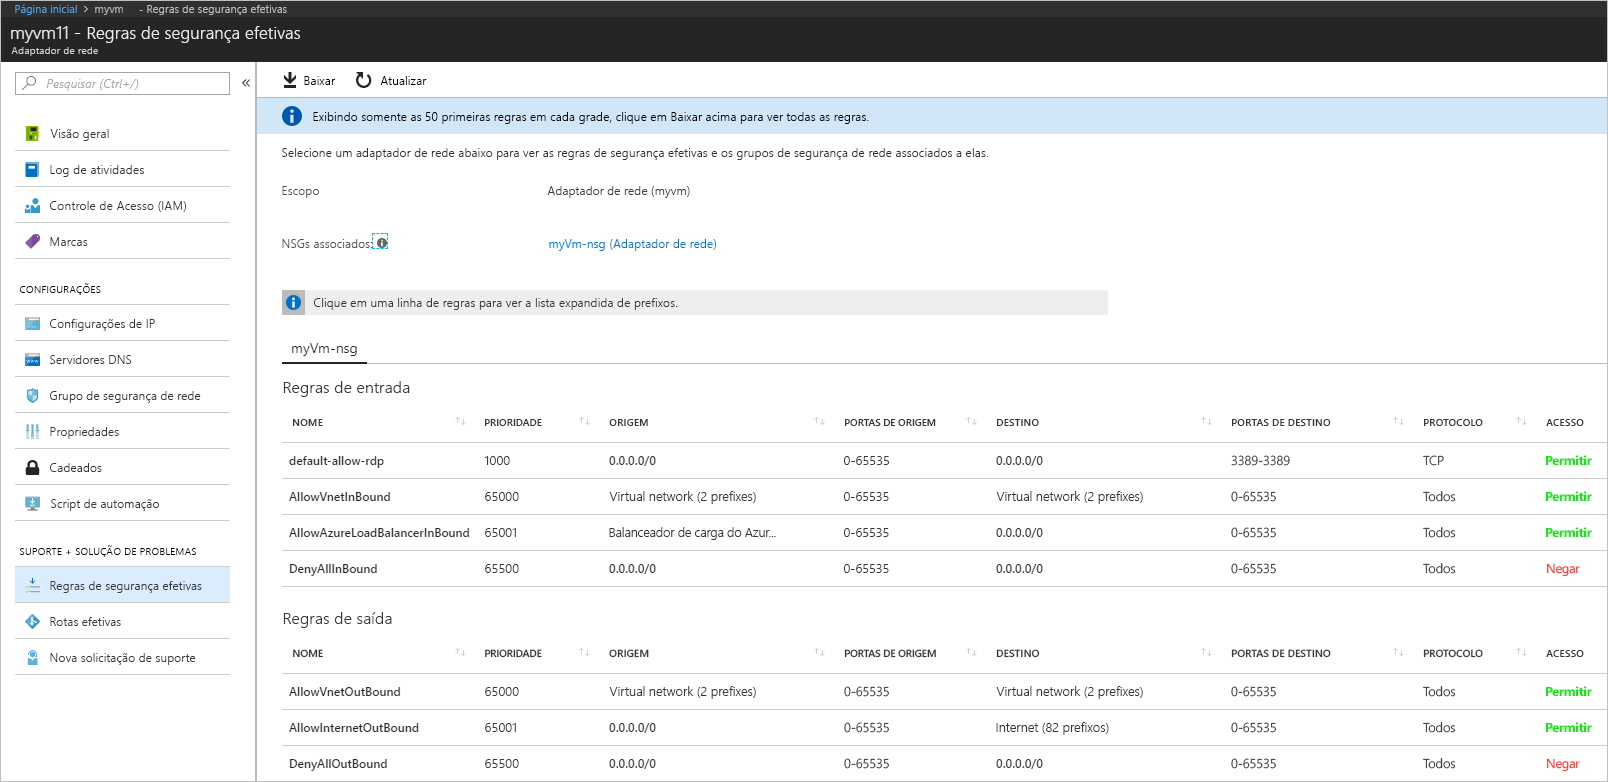 Página inicial > myvm - Regras de segurança efetivas
myvm11 - Regras de segurança efetivas
Adaptador de rede
Pesquisar (Ctrl+/)
«
Visão geral
Log de atividades
Controle de Acesso (IAM)
Marcas
CONFIGURAÇÕES
Configurações de IP
Servidores DNS
Grupo de segurança de rede
Propriedades
Cadeados
Script de automação
SUPORTE + SOLUÇÃO DE PROBLEMAS
Regras de segurança efetivas
Rotas efetivas
Nova solicitação de suporte
Baixar Atualizar
Exibindo somente as 50 primeiras regras em cada grade, clique em Baixar acima para ver todas as regras.
Selecione um adaptador de rede abaixo para ver as regras de segurança efetivas e os grupos de segurança de rede associados a elas.
Escopo Adaptador de rede (myvm)
NSGs associados: myVm-nsg (Adaptador de rede)
Clique em uma linha de regras para ver a lista expandida de prefixos.
myVm-nsg
Regras de entrada
NOME PRIORIDADE ORIGEM PORTAS DE ORIGEM DESTINO PORTAS DE DESTINO PROTOCOLO ACESSO
default-allow-rdp 1000 0.0.0.0/0 0-65535 0.0.0.0/0 3389-3389 TCP Permitir
AllowVnetInBound 65000 Virtual network (2 prefixes) 0-65535 Virtual network (2 prefixes) 0-65535 Todos Permitir
AllowAzureLoadBalancerInBound 65001 Balanceador de carga do Azur... 0-65535 0.0.0.0/0 0-65535 Todos Permitir
DenyAllInBound 65500 0.0.0.0/0 0-65535 0.0.0.0/0 0-65535 Todos Negar
Regras de saída
NOME PRIORIDADE ORIGEM PORTAS DE ORIGEM DESTINO PORTAS DE DESTINO PROTOCOLO ACESSO
AllowVnetOutBound 65000 Virtual network (2 prefixes) 0-65535 Virtual network (2 prefixes) 0-65535 Todos Permitir
AllowInternetOutBound 65001 0.0.0.0/0 0-65535 Internet (82 prefixos) 0-65535 Todos Permitir
DenyAllOutBound 65500 0.0.0.0/0 0-65535 0.0.0.0/0 0-65535 Todos Negar